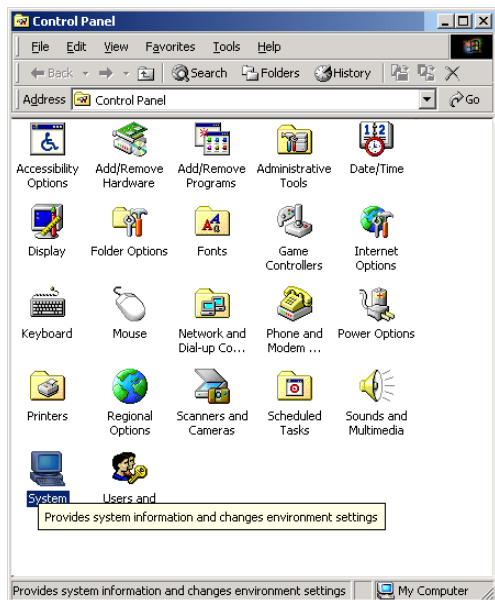 Control Panel
File Edit View Favorites Tools Help
Back Search Folders History
Address Control Panel Go
Accessibility Options
Add/Remove Hardware
Add/Remove Programs
Administrative Tools
Date/Time
Display
Folder Options
Fonts
Game Controllers
Internet Options
Keyboard
Mouse
Network and Dial-up Co...
Phone and Modem ...
Power Options
Printers
Regional Options
Scanners and Cameras
Scheduled Tasks
Sounds and Multimedia
System
Users and
Provides system information and changes environment settings
Provides system information and changes environment settings My Computer